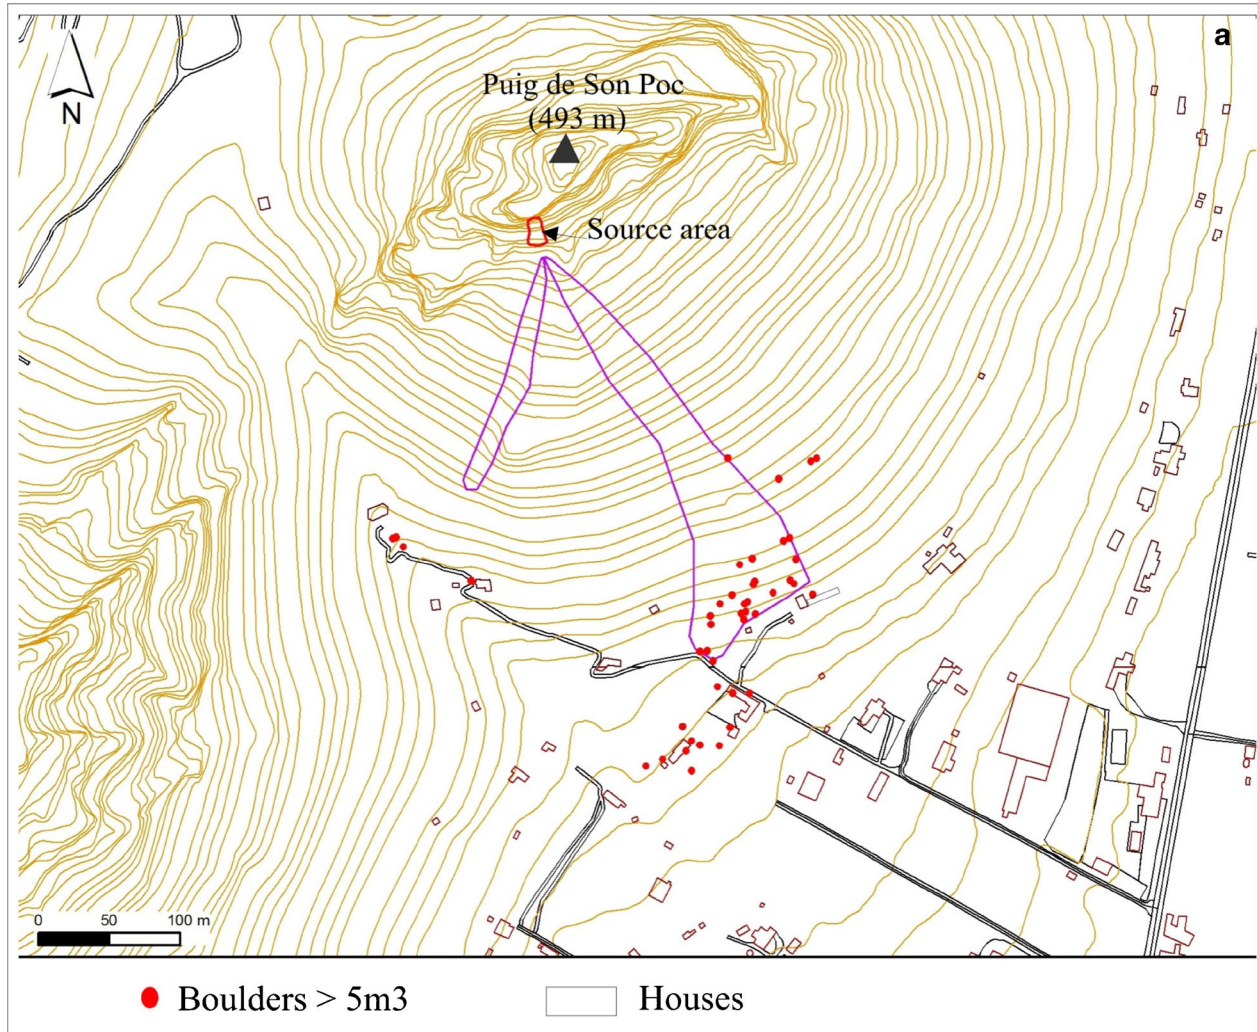 a
N
Puig de Son Poc
(493 m)
Source area
0 50 100 m
Boulders > 5m3
Houses